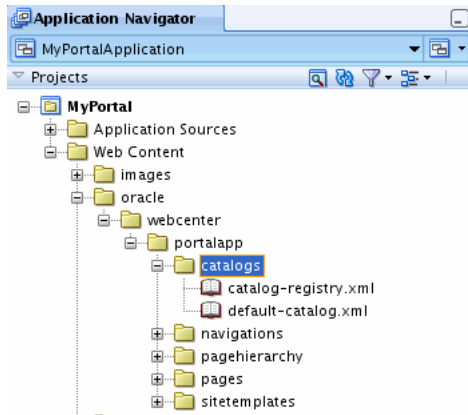 Application Navigator
MyPortalApplication
Projects
MyPortal
Application Sources
Web Content
images
oracle
webcenter
portalapp
catalogs
catalog-registry.xml
default-catalog.xml
navigations
pagehierarchy
pages
sitetemplates